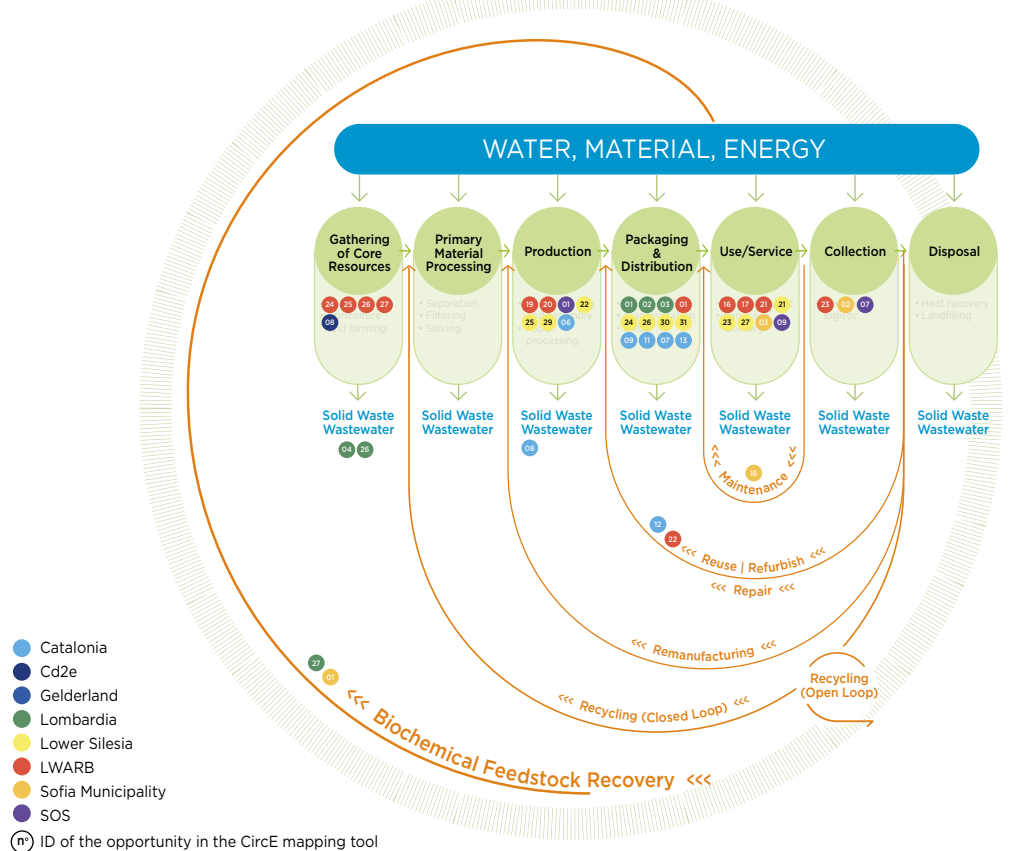 WATER, MATERIAL, ENERGY
Gathering
of Core
Resources
Primary
Material
Processing
Production
Packaging
&
Distribution
Use/Service
Collection
Disposal
24 25 26 27
08
farming
• Separation
• Filtering
• Sieving
19 20 01 22
25 29 06
processing
01 02 03 01
24 26 30 31
09 11 07 13
16 17 21 21
23 27 03 09
23 02 07
logistic
• Heat recovery
• Landfilling
Solid Waste
Wastewater
Solid Waste
Wastewater
Solid Waste
Wastewater
Solid Waste
Wastewater
Solid Waste
Wastewater
Solid Waste
Wastewater
Solid Waste
Wastewater
04 26
08
16
<<< Maintenance <<<
12
22
<<< Reuse | Refurbish <<<
<<< Repair <<<
<<< Remanufacturing <<<
<<< Recycling (Closed Loop) <<<
Recycling
(Open Loop)
27
01
<<< Biochemical Feedstock Recovery <<<
Catalonia
Cd2e
Gelderland
Lombardia
Lower Silesia
LWARB
Sofia Municipality
SOS
nº ID of the opportunity in the CircE mapping tool